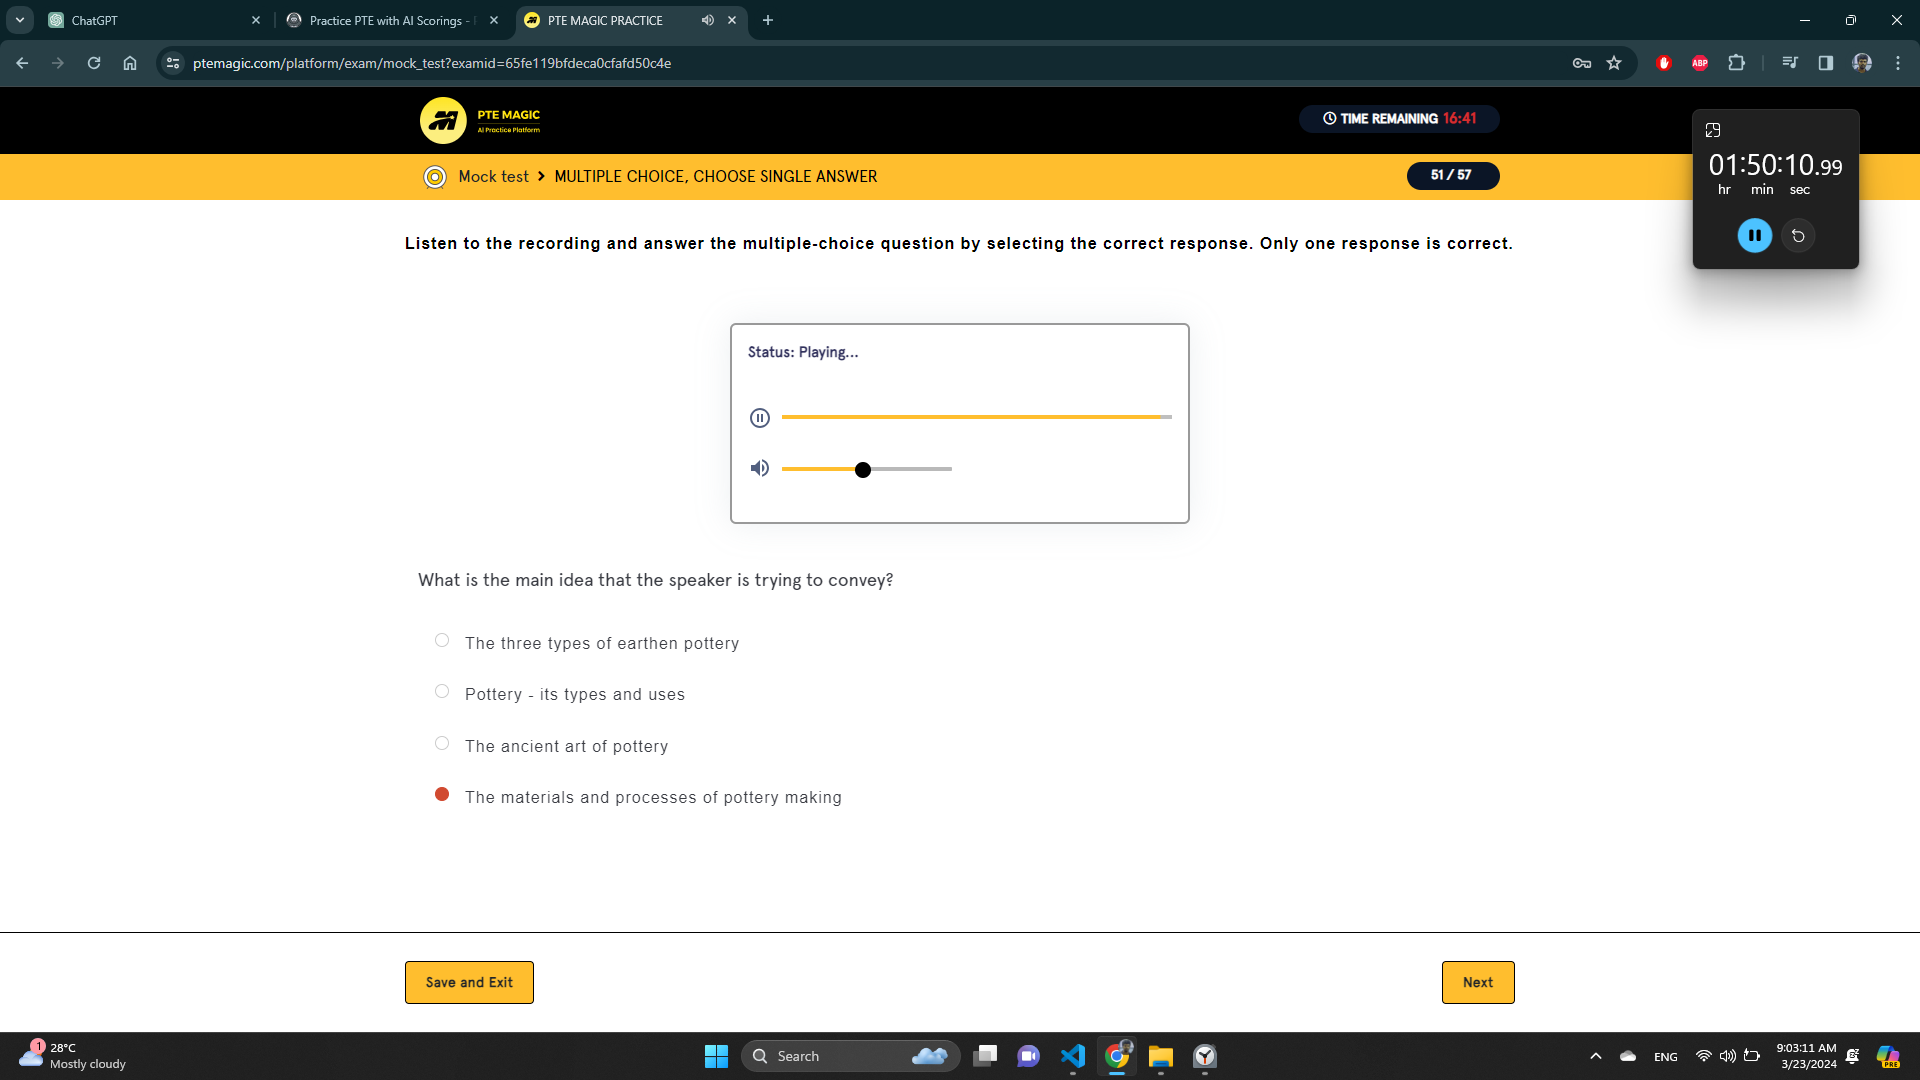 ChatGPT
Practice PTE with AI Scorings -
PTE MAGIC PRACTICE
ptemagic.com/platform/exam/mock_test?examid=65fe119bfdeca0cfafd50c4e
ABP
PTE MAGIC
AI Practice Platform
TIME REMAINING 16:41
01:50:10.99
hr min sec
Mock test > MULTIPLE CHOICE, CHOOSE SINGLE ANSWER
51 / 57
Listen to the recording and answer the multiple-choice question by selecting the correct response. Only one response is correct.
Status: Playing...
What is the main idea that the speaker is trying to convey?
The three types of earthen pottery
Pottery - its types and uses
The ancient art of pottery
The materials and processes of pottery making
Save and Exit
Next
1
28°C
Mostly cloudy
Search
ENG
9:03:11 AM
3/23/2024
PRE